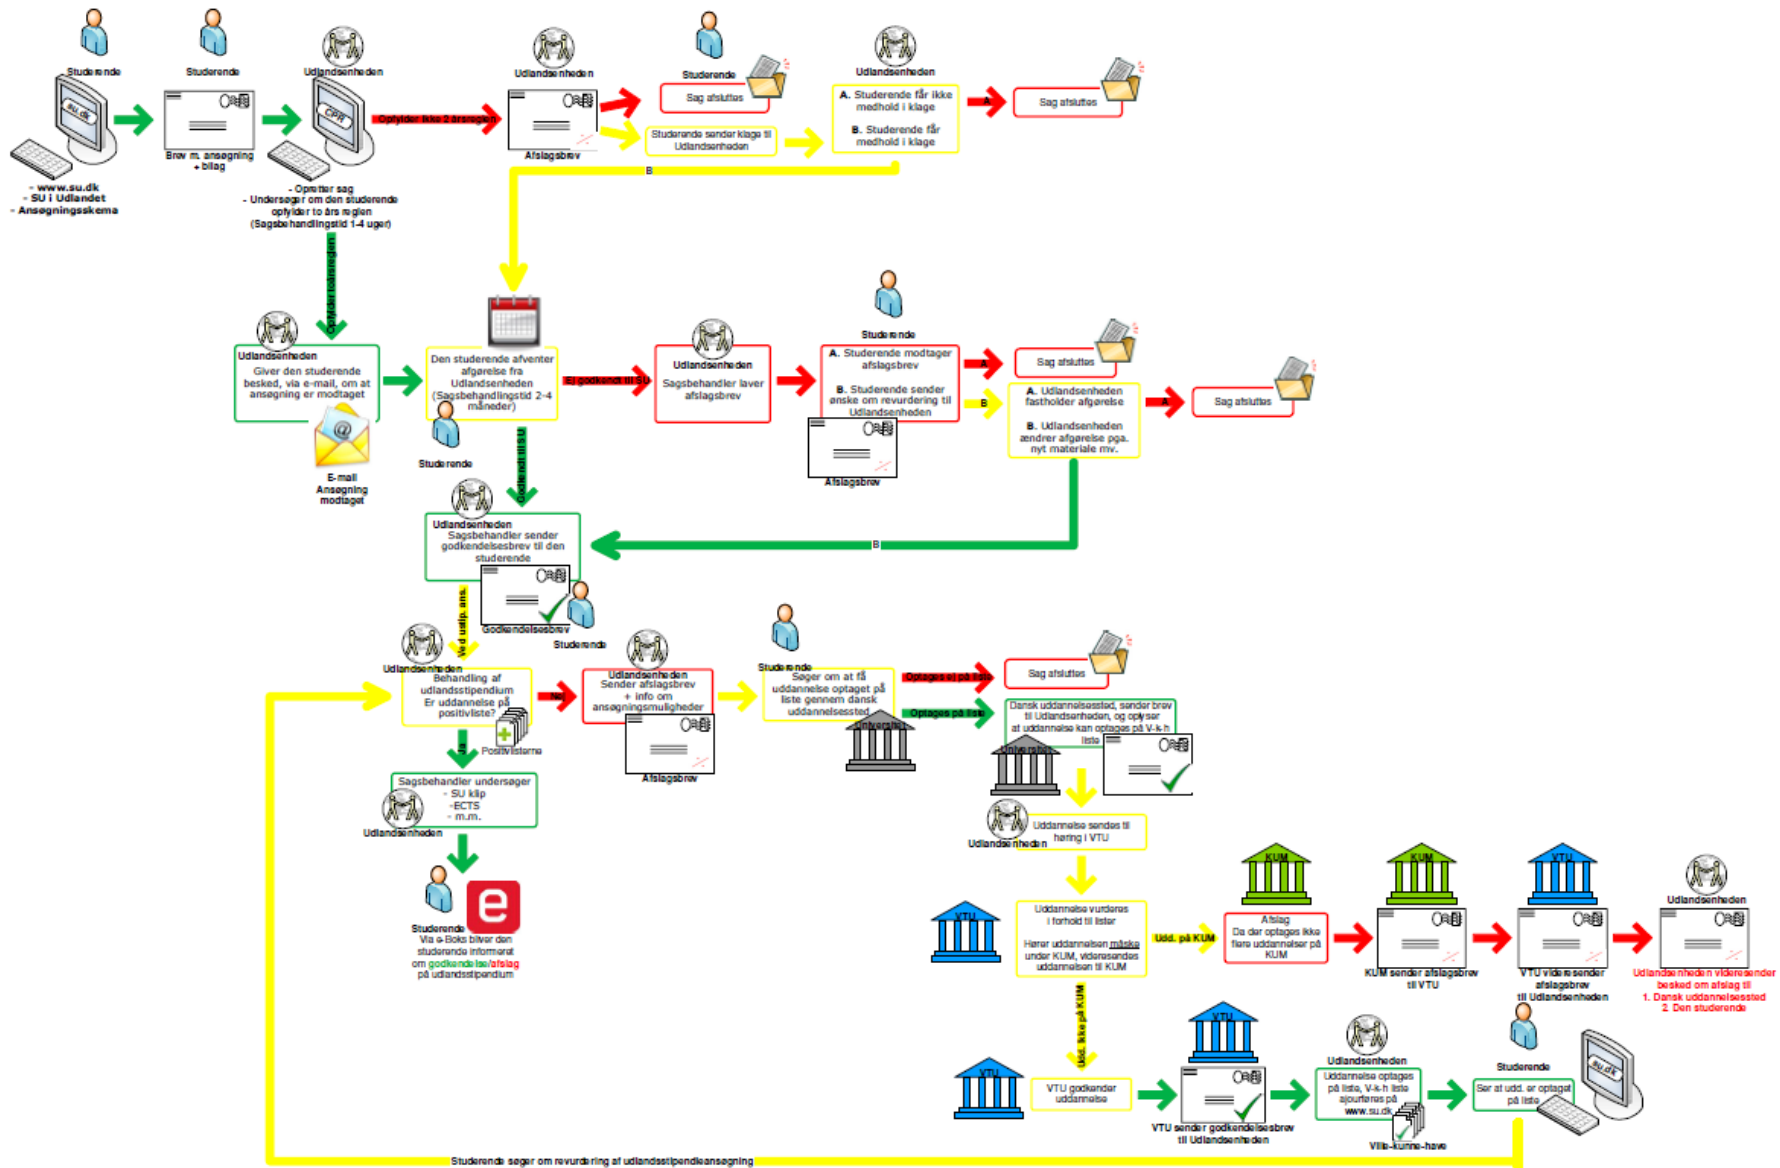 Studerende
Studerende
Udlandsenheden
Udlandsenheden
Studerende
Udlandsenheden
su.dk
CPR
- www.su.dk
- SU i Udlandet
- Ansøgningsskema
Brev m. ansøgning
+ bilag
- Opretter sag
- Undersøger om den studerende
opfylder to års reglen
(Sagsbehandlingstid 1-4 uger)
Opfylder ikke 2 årsreglen
Afslagsbrev
Sag afsluttes
Studerende sender klage til
Udlandsenheden
A. Studerende får ikke
medhold i klage
B. Studerende får
medhold i klage
A
Sag afsluttes
B
Opfylder toårsreglen
Udlandsenheden
Giver den studerende
besked, via e-mail, om at
ansøgning er modtaget
@
E-mail
Ansøgning
modtaget
Den studerende afventer
afgørelse fra
Udlandsenheden
(Sagsbehandlingstid 2-4
måneder)
Studerende
Ej godkendt til SU
Udlandsenheden
Sagsbehandler laver
afslagsbrev
Studerende
A. Studerende modtager
afslagsbrev
B. Studerende sender
ønske om revurdering til
Udlandsenheden
Afslagsbrev
A
Sag afsluttes
B
A. Udlandsenheden
fastholder afgørelse
B. Udlandsenheden
ændrer afgørelse pga.
nyt materiale mv.
A
Sag afsluttes
B
Godkendt til SU
Udlandsenheden
Sagsbehandler sender
godkendelsesbrev til den
studerende
Godkendelsesbrev
Studerende
Ved ustip. ans.
Udlandsenheden
Behandling af
udlandsstipendium
Er uddannelse på
positivliste?
Positivlisterne
Nej
Udlandsenheden
Sender afslagsbrev
+ info om
ansøgningsmuligheder
Afslagsbrev
Studerende
Søger om at få
uddannelse optaget på
liste gennem dansk
uddannelsessted
Universitet
Optages ej på liste
Sag afsluttes
Optages på liste
Dansk uddannelsessted, sender brev
til Udlandsenheden, og oplyser
at uddannelse kan optages på V-k-h
liste
Universitet
Ja
Sagsbehandler undersøger
- SU klip
-ECTS
- m.m.
Udlandsenheden
e
Studerende
Via e-Boks bliver den
studerende informeret
om godkendelse/afslag
på udlandsstipendium
Uddannelse sendes til
høring i VTU
Udlandsenheden
VTU
Uddannelse vurderes
i forhold til lister
Hører uddannelsen måske
under KUM, videresendes
uddannelsen til KUM
Udd. på KUM
KUM
Afslag
Da der optages ikke
flere uddannelser på
KUM
KUM
KUM sender afslagsbrev
til VTU
VTU
VTU videresender
afslagsbrev
til Udlandsenheden
Udlandsenheden
Udlandsenheden videresender
besked om afslag til
1. Dansk uddannelsessted
2. Den studerende
Udd. ikke på KUM
VTU
VTU godkender
uddannelse
VTU
VTU sender godkendelsesbrev
til Udlandsenheden
Udlandsenheden
Uddannelse optages
på liste, V-k-h liste
ajourføres på
www.su.dk
Ville-kunne-have
Studerende
Ser at udd. er optaget
på liste
su.dk
Studerende søger om revurdering af udlandsstipendieansøgning